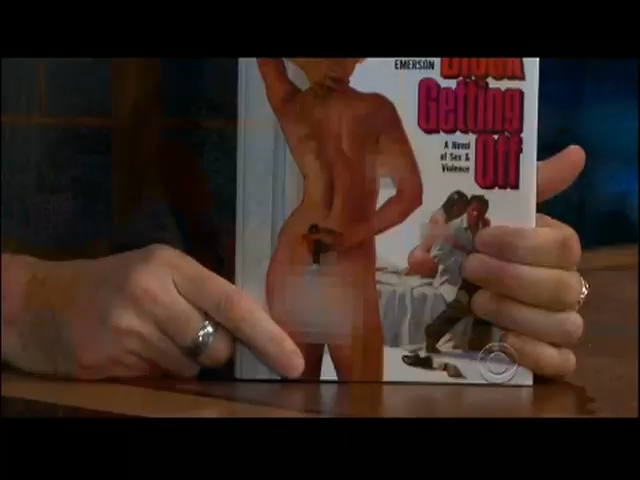 EMERSON
Getting
Off
A Novel
of Sex &
Violence